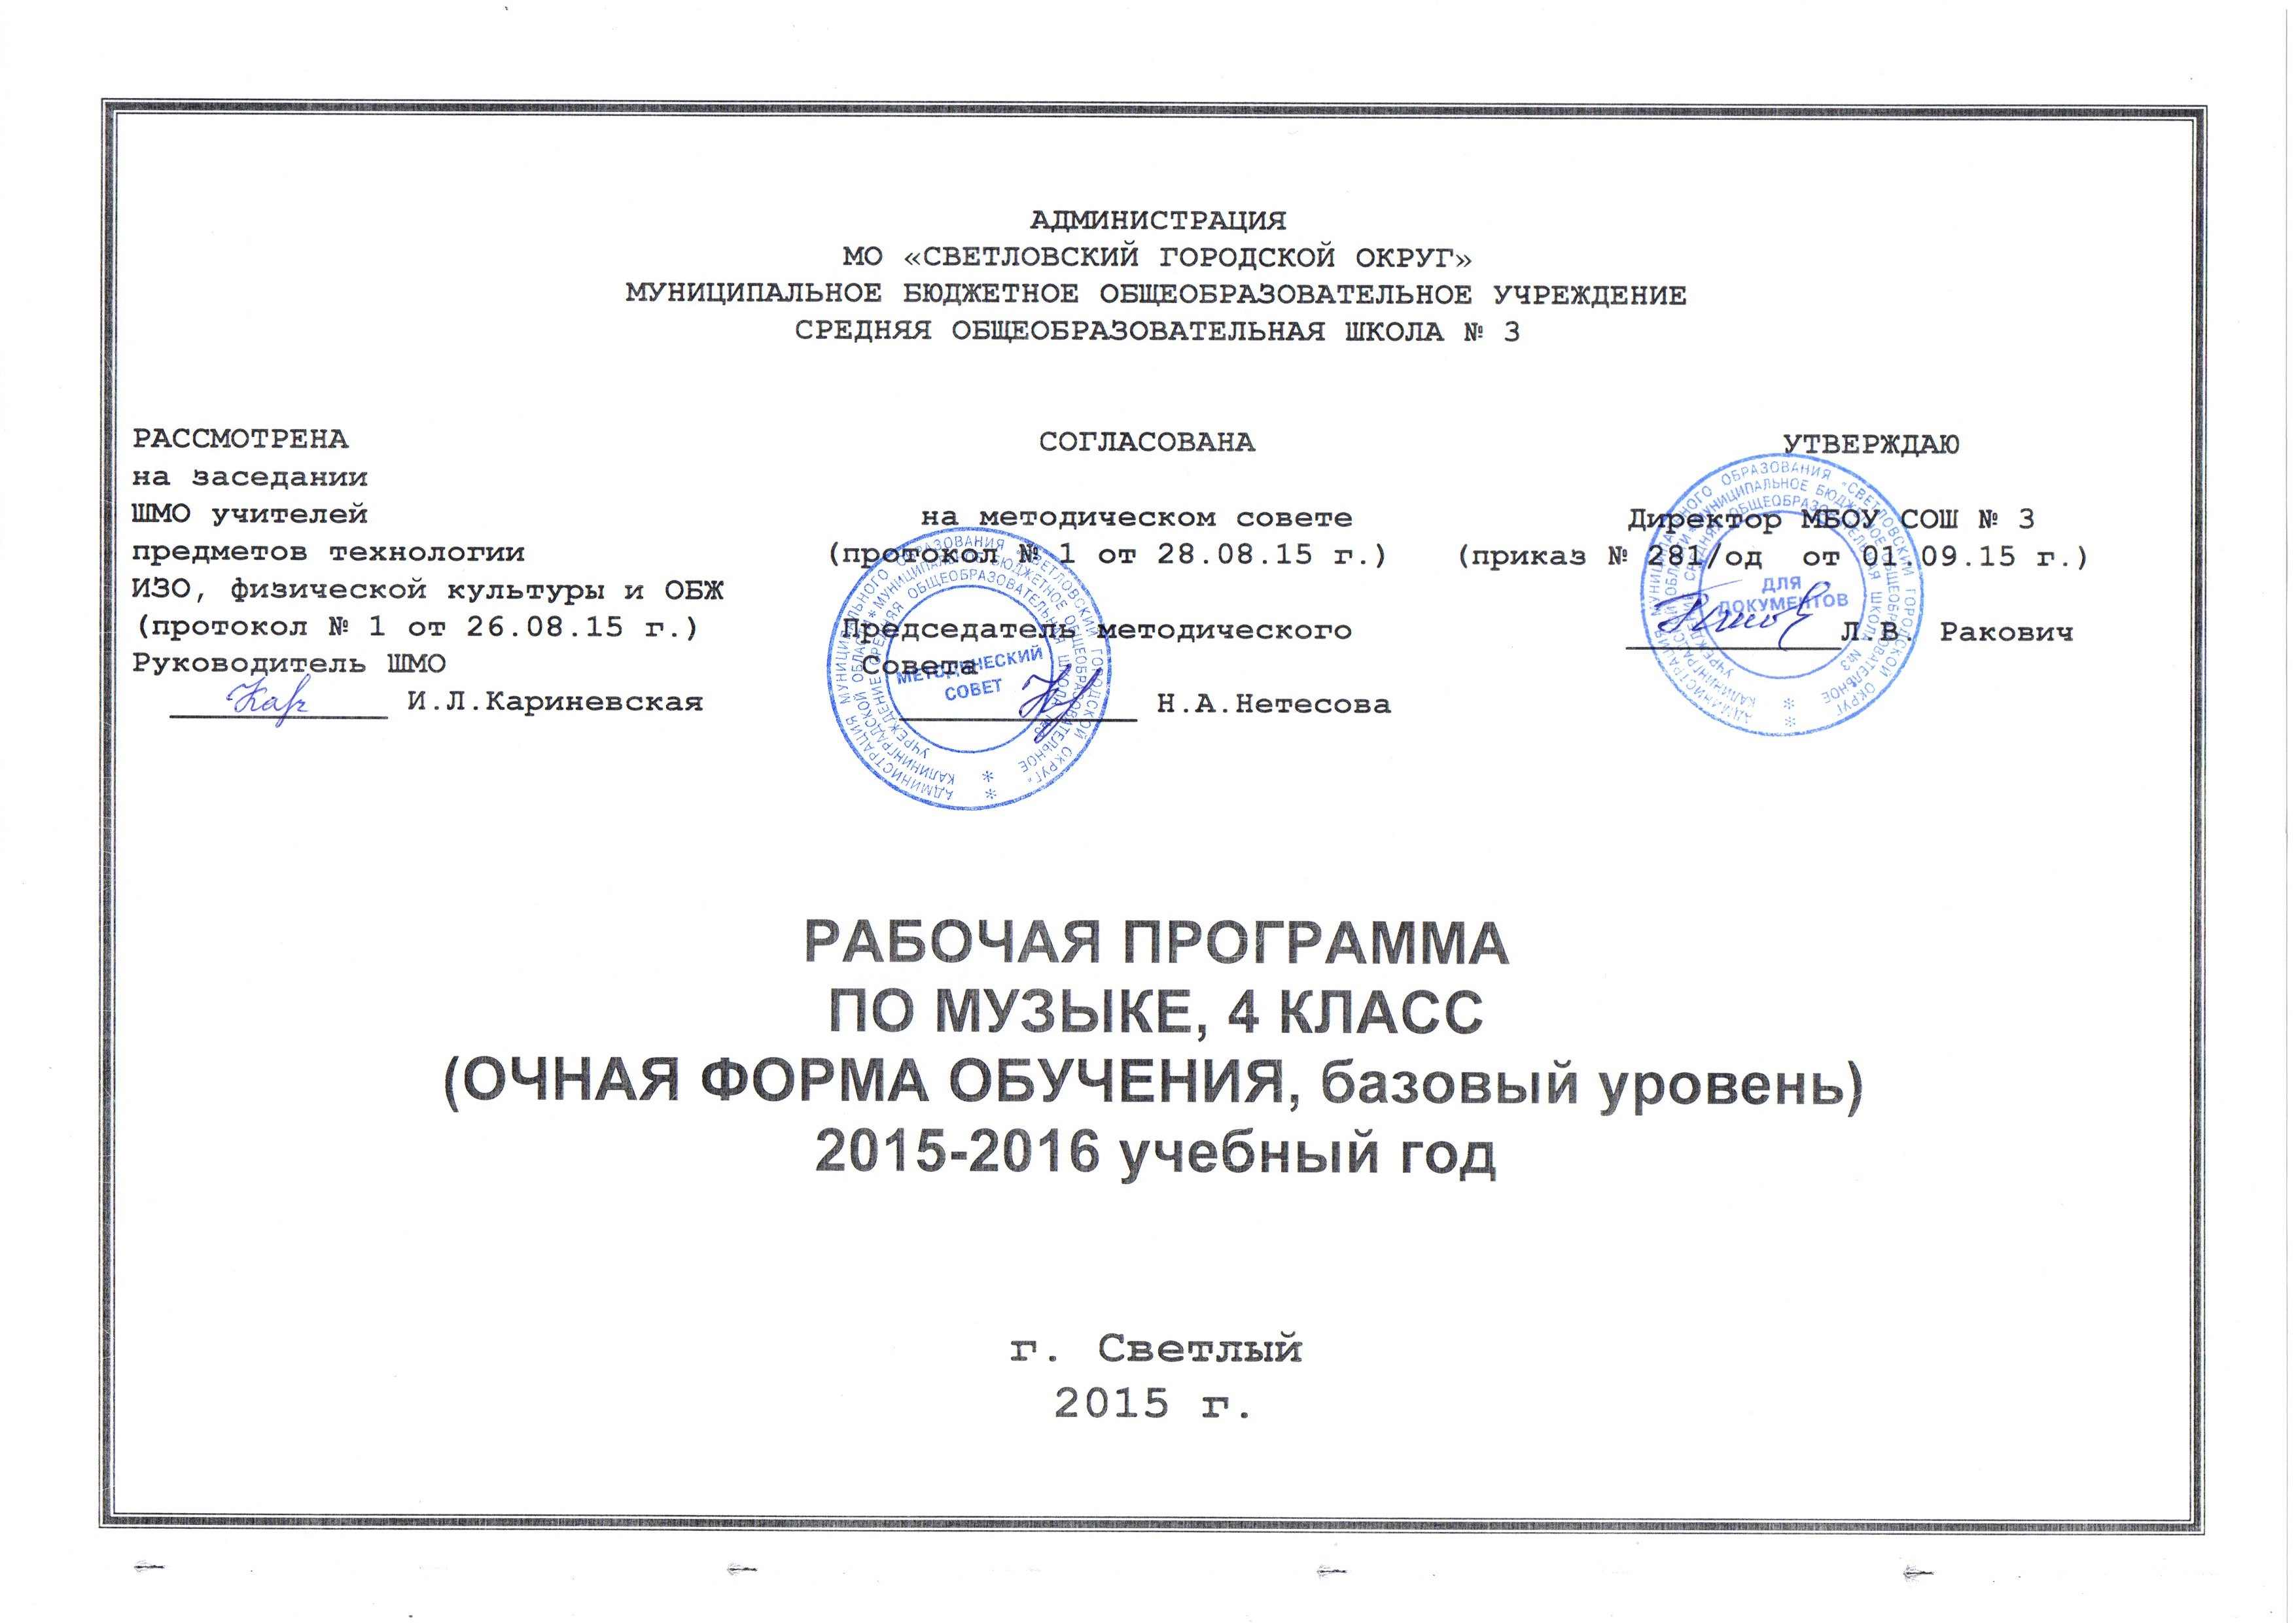 АДМИНИСТРАЦИЯ
МО «СВЕТЛОВСКИЙ ГОРОДСКОЙ ОКРУГ»
МУНИЦИПАЛЬНОЕ БЮДЖЕТНОЕ ОБЩЕОБРАЗОВАТЕЛЬНОЕ УЧРЕЖДЕНИЕ
СРЕДНЯЯ ОБЩЕОБРАЗОВАТЕЛЬНАЯ ШКОЛА № 3
РАССМОТРЕНА
на заседании
ШМО учителей
предметов технологии
ИЗО, физической культуры и ОБЖ
(протокол № 1 от 26.08.15 г.)
Руководитель ШМО
И.Л.Кариневская
СОГЛАСОВАНА
на методическом совете
(протокол № 1 от 28.08.15 г.)
Председатель методического
Совета
Н.А.Нетесова
МЕТОДИЧЕСКИЙ
СОВЕТ
УТВЕРЖДАЮ
Директор МБОУ СОШ № 3
(приказ № 281/од от 01.09.15 г.)
Л.В. Ракович
ДЛЯ
ДОКУМЕНТОВ
РАБОЧАЯ ПРОГРАММА
ПО МУЗЫКЕ, 4 КЛАСС
(ОЧНАЯ ФОРМА ОБУЧЕНИЯ, базовый уровень)
2015-2016 учебный год
г. Светлый
2015 г.